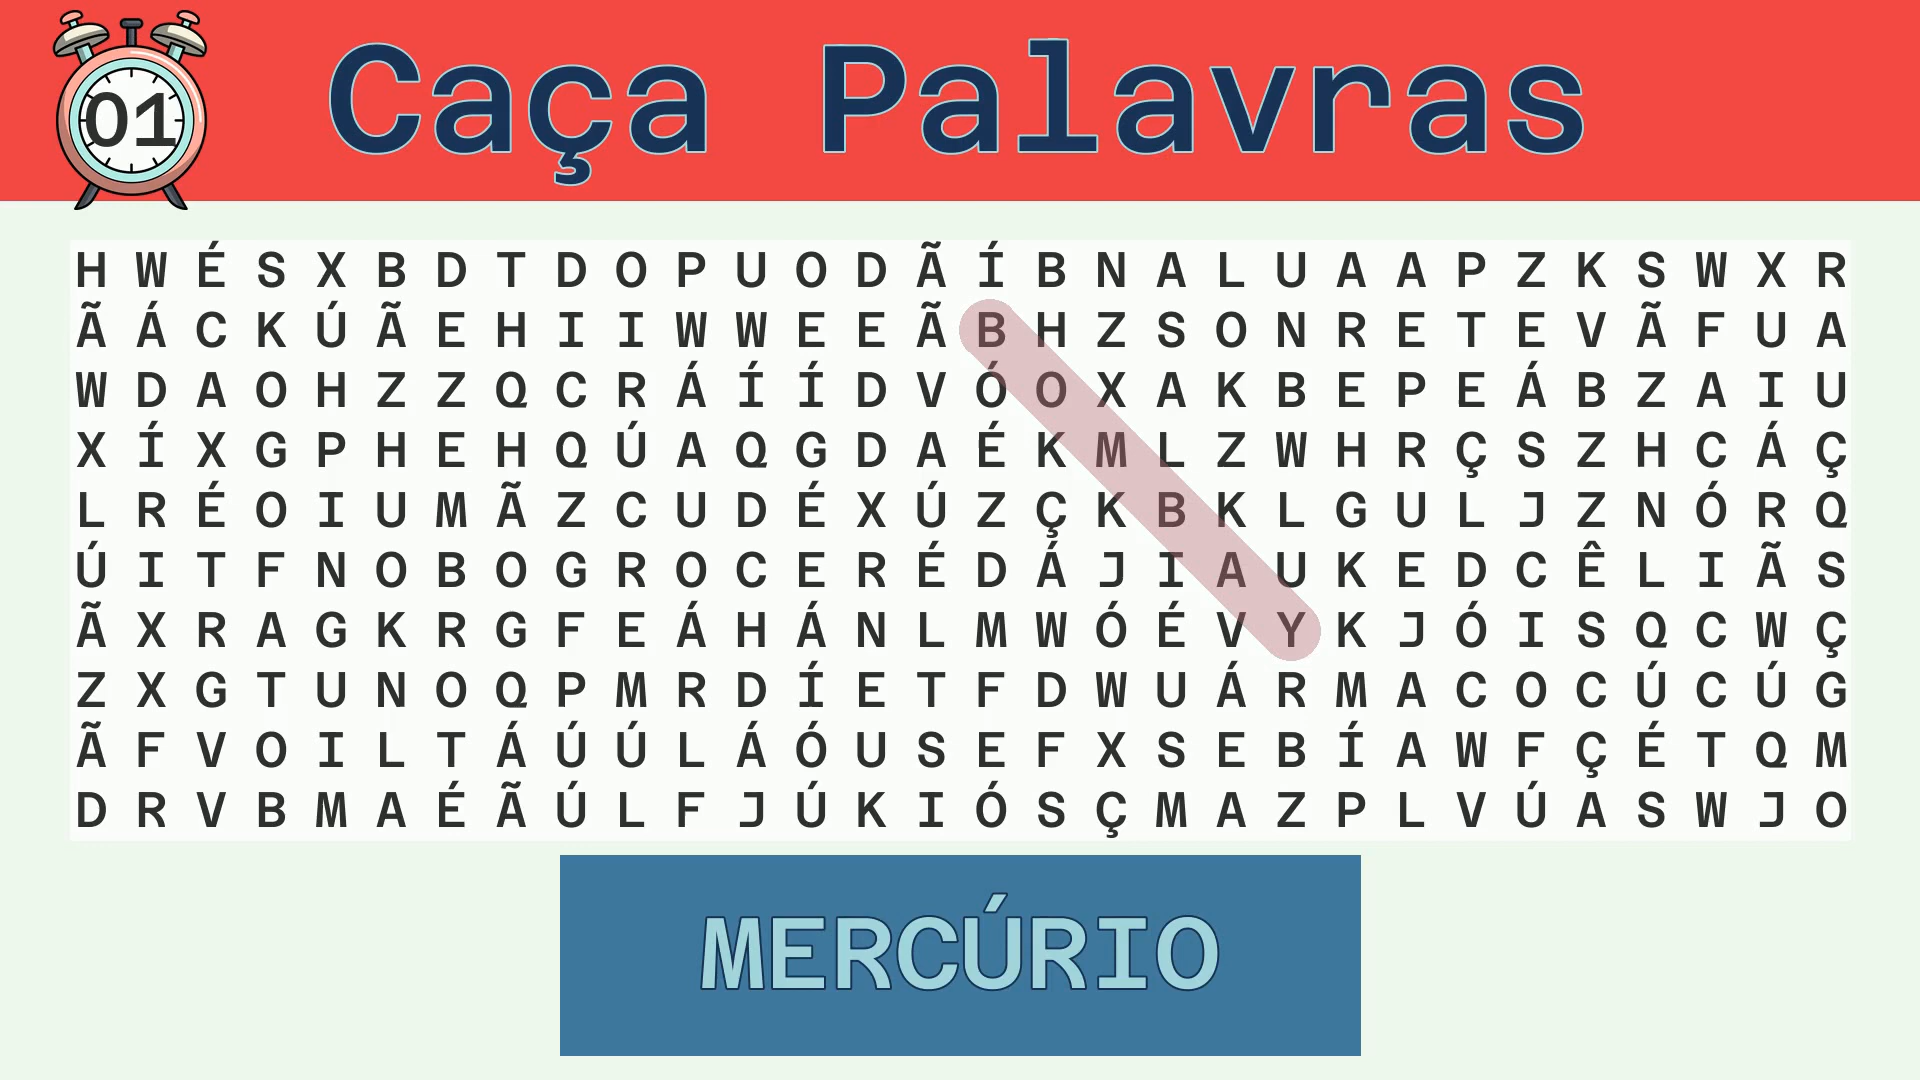 01
Caça Palavras
H W É S X B D T D O P U O D Ã Í B N A L U A A P Z K S W X R
Ã Á C K Ú Ã E H I I W W E E Ã B H Z S O N R E T E V Ã F U A
W D A O H Z Z Q C R Á Í Í D V Ó O X A K B E P E Á B Z A I U
X Í X G P H E H Q Ú A Q G D A É K M L Z W H R Ç S Z H C Á Ç
L R É O I U M Ã Z C U D É X Ú Z Ç K B K L G U L J Z N Ó R Q
Ú I T F N O B O G R O C E R É D Á J I A U K E D C Ê L I Ã S
Ã X R A G K R G F E Á H Á N L M W Ó É V Y K J Ó I S Q C W Ç
Z X G T U N O Q P M R D Í E T F D W U Á R M A C O C Ú C Ú G
Ã F V O I L T Á Ú Ú L Á Ó U S E F X S E B Í A W F Ç É T Q M
D R V B M A É Ã Ú L F J Ú K I Ó S Ç M A Z P L V Ú A S W J O
MERCÚRIO